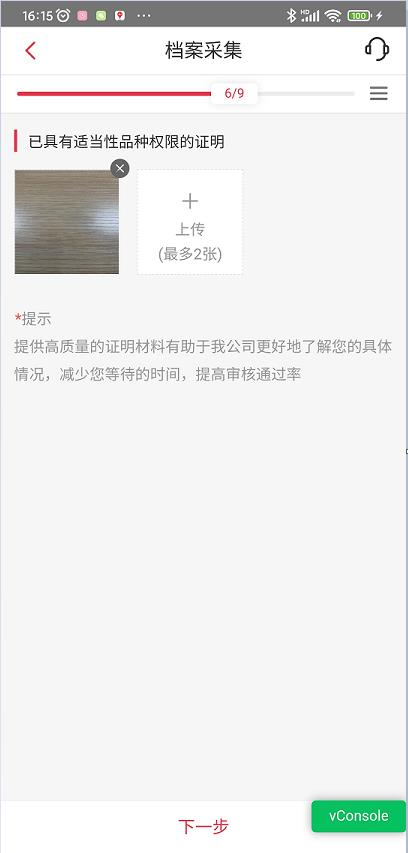 16:15
HD
100
档案采集
6/9
已具有适当性品种权限的证明
上传
(最多2张)
*提示
提供高质量的证明材料有助于我公司更好地了解您的具体
情况，减少您等待的时间，提高审核通过率
下一步
vConsole